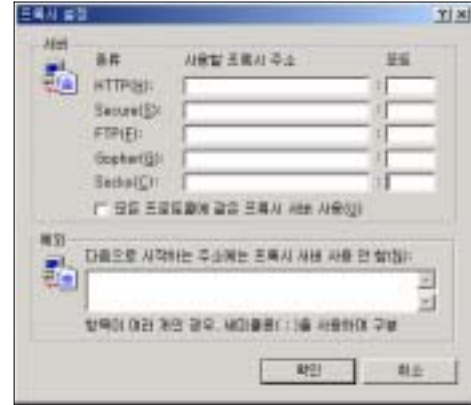 프록시 설정
서버
종류 사용할 프록시 주소 포트
HTTP(H): :
Secure(S): :
FTP(F): :
Gopher(G): :
Socks(C): :
모든 프로토콜에 같은 프록시 서버 사용(U)
예외
다음으로 시작하는 주소에는 프록시 서버 사용 안 함(N):
항목이 여러 개인 경우, 세미콜론( ; )을 사용하여 구분
확인 취소